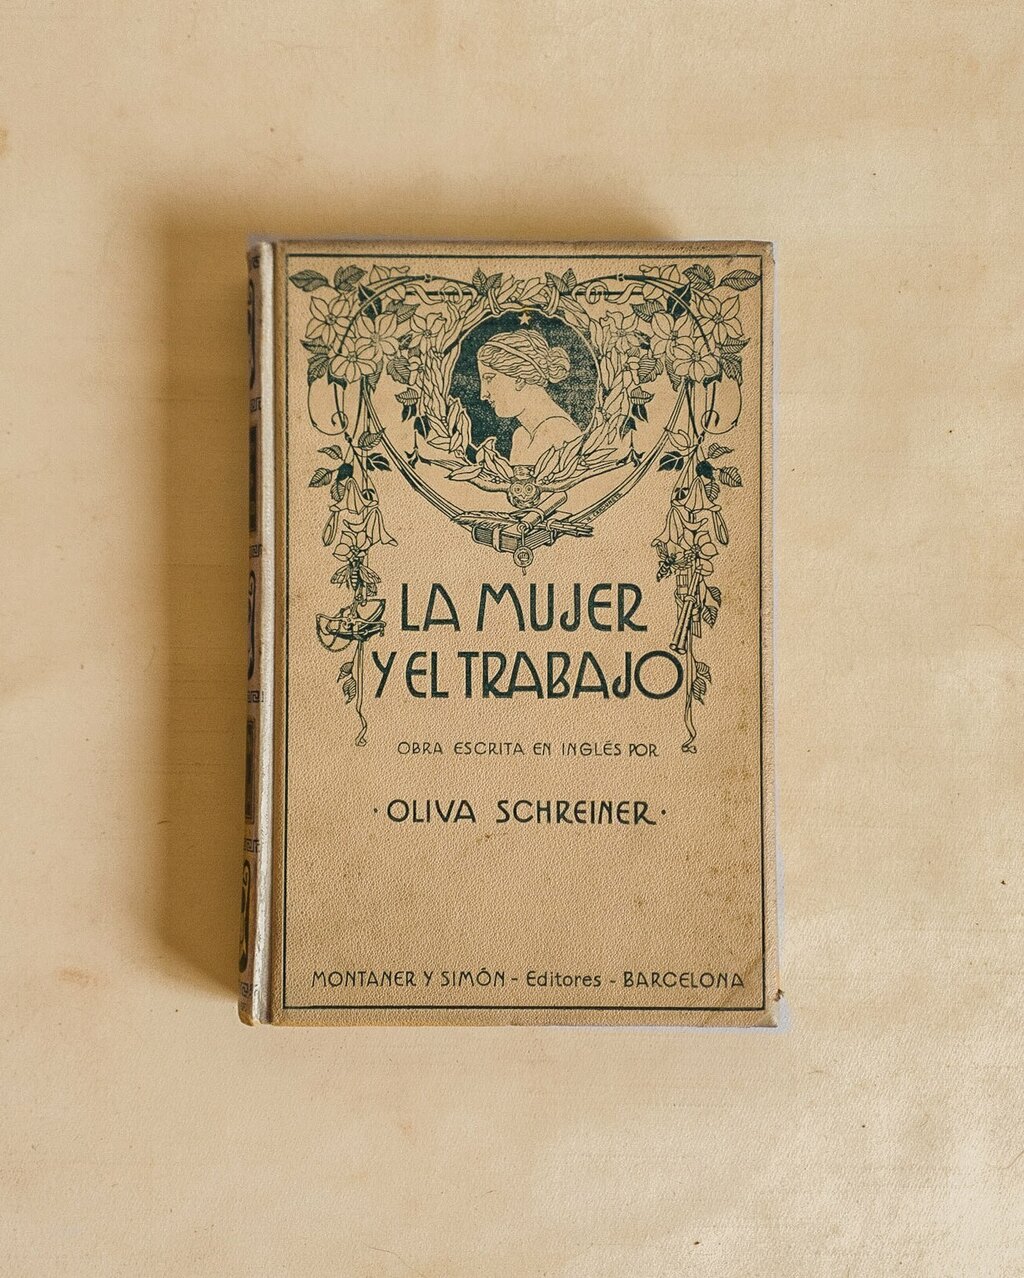 LA MUJER
Y EL TRABAJO
OBRA ESCRITA EN INGLÉS POR
· OLIVA SCHREINER ·
MONTANER Y SIMÓN - Editores - BARCELONA